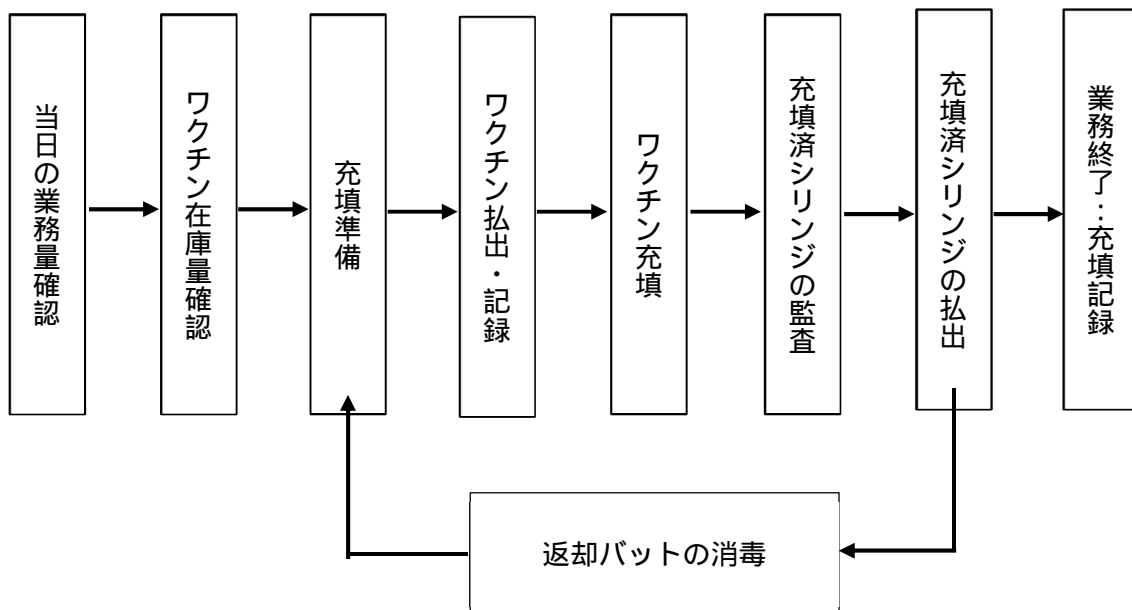 当日の業務量確認
ワクチン在庫量確認
充填準備
ワクチン払出・記録
ワクチン充填
充填済シリンジの監査
充填済シリンジの払出
業務終了…充填記録
返却バットの消毒